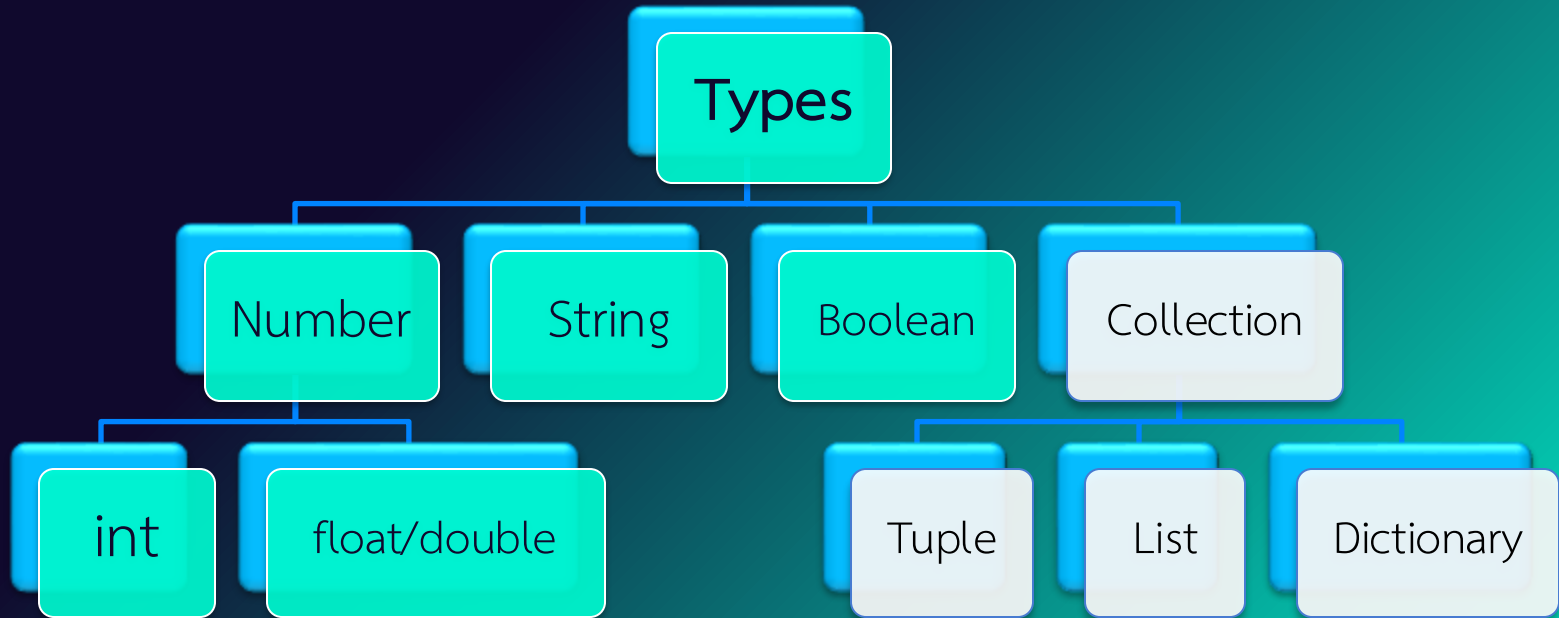 Types
Number
String
Boolean
Collection
int
float/double
Tuple
List
Dictionary